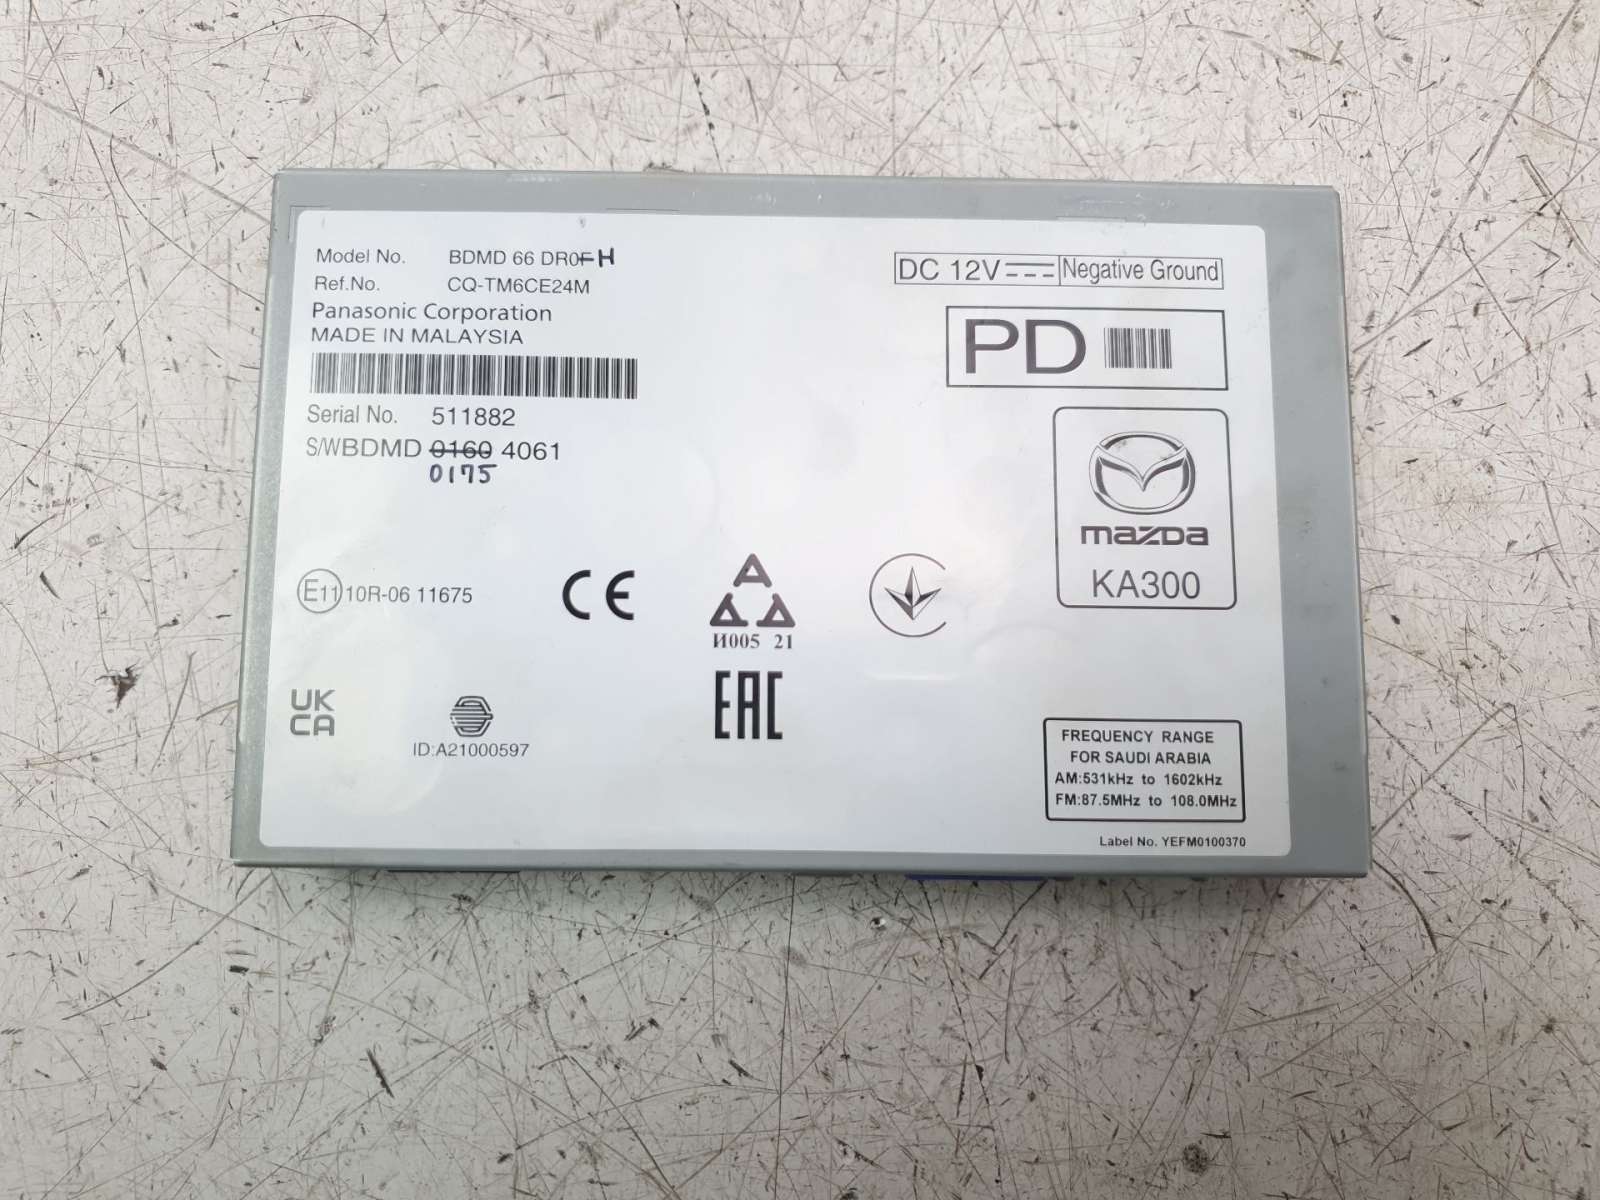 Model No. BDMD 66 DR0F H
Ref.No. CQ-TM6CE24M
Panasonic Corporation
MADE IN MALAYSIA
Serial No. 511882
S/WBDMD 0160 4061
0175
DC 12V Negative Ground
PD
mazda
KA300
E11 10R-06 11675
CE
И005 21
EAC
UK
CA
ID:A21000597
FREQUENCY RANGE
FOR SAUDI ARABIA
AM:531kHz to 1602kHz
FM:87.5MHz to 108.0MHz
Label No. YEFM0100370